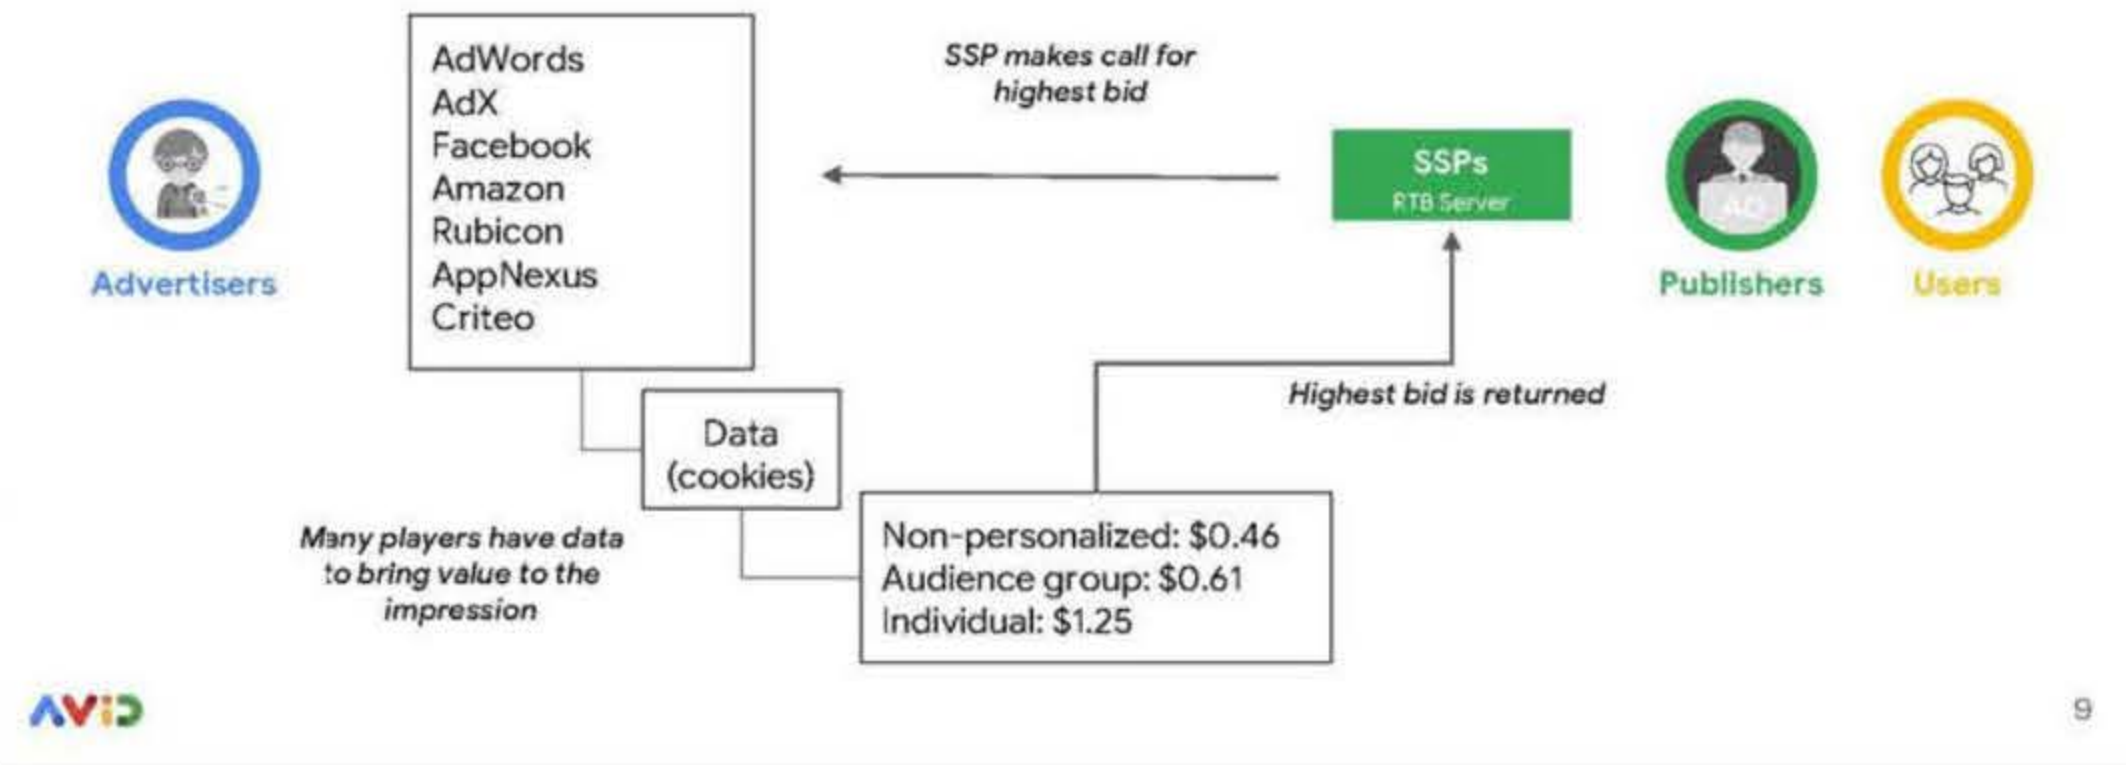 AdWords
AdX
Facebook
Amazon
Rubicon
AppNexus
Criteo
SSP makes call for
highest bid
SSPs
RTB Server
AD
Advertisers
Publishers
Users
Highest bid is returned
Data
(cookies)
Many players have data
to bring value to the
impression
Non-personalized: $0.46
Audience group: $0.61
Individual: $1.25
AViD
9